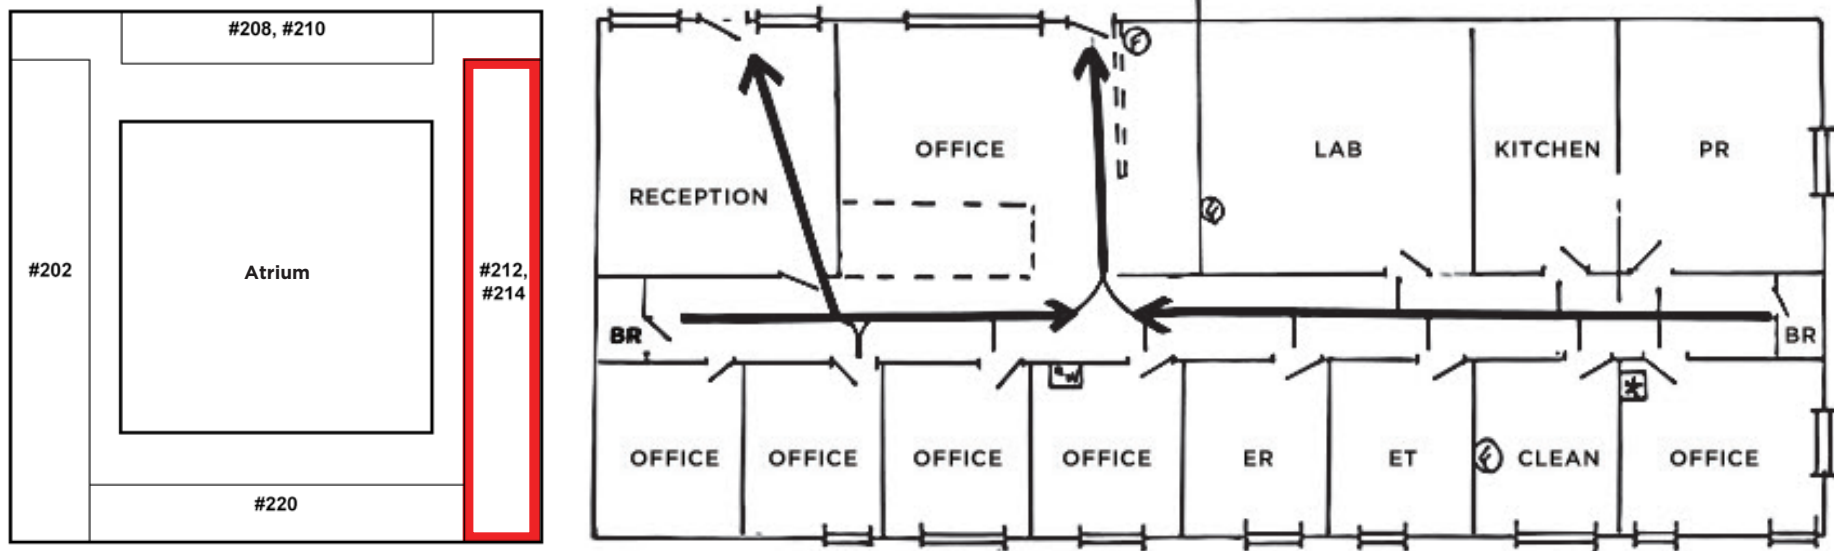 #208, #210
#202
Atrium
#212,
#214
#220
F
OFFICE
LAB
KITCHEN
PR
RECEPTION
BR
BR
OFFICE
OFFICE
OFFICE
OFFICE
ER
ET
F
CLEAN
OFFICE